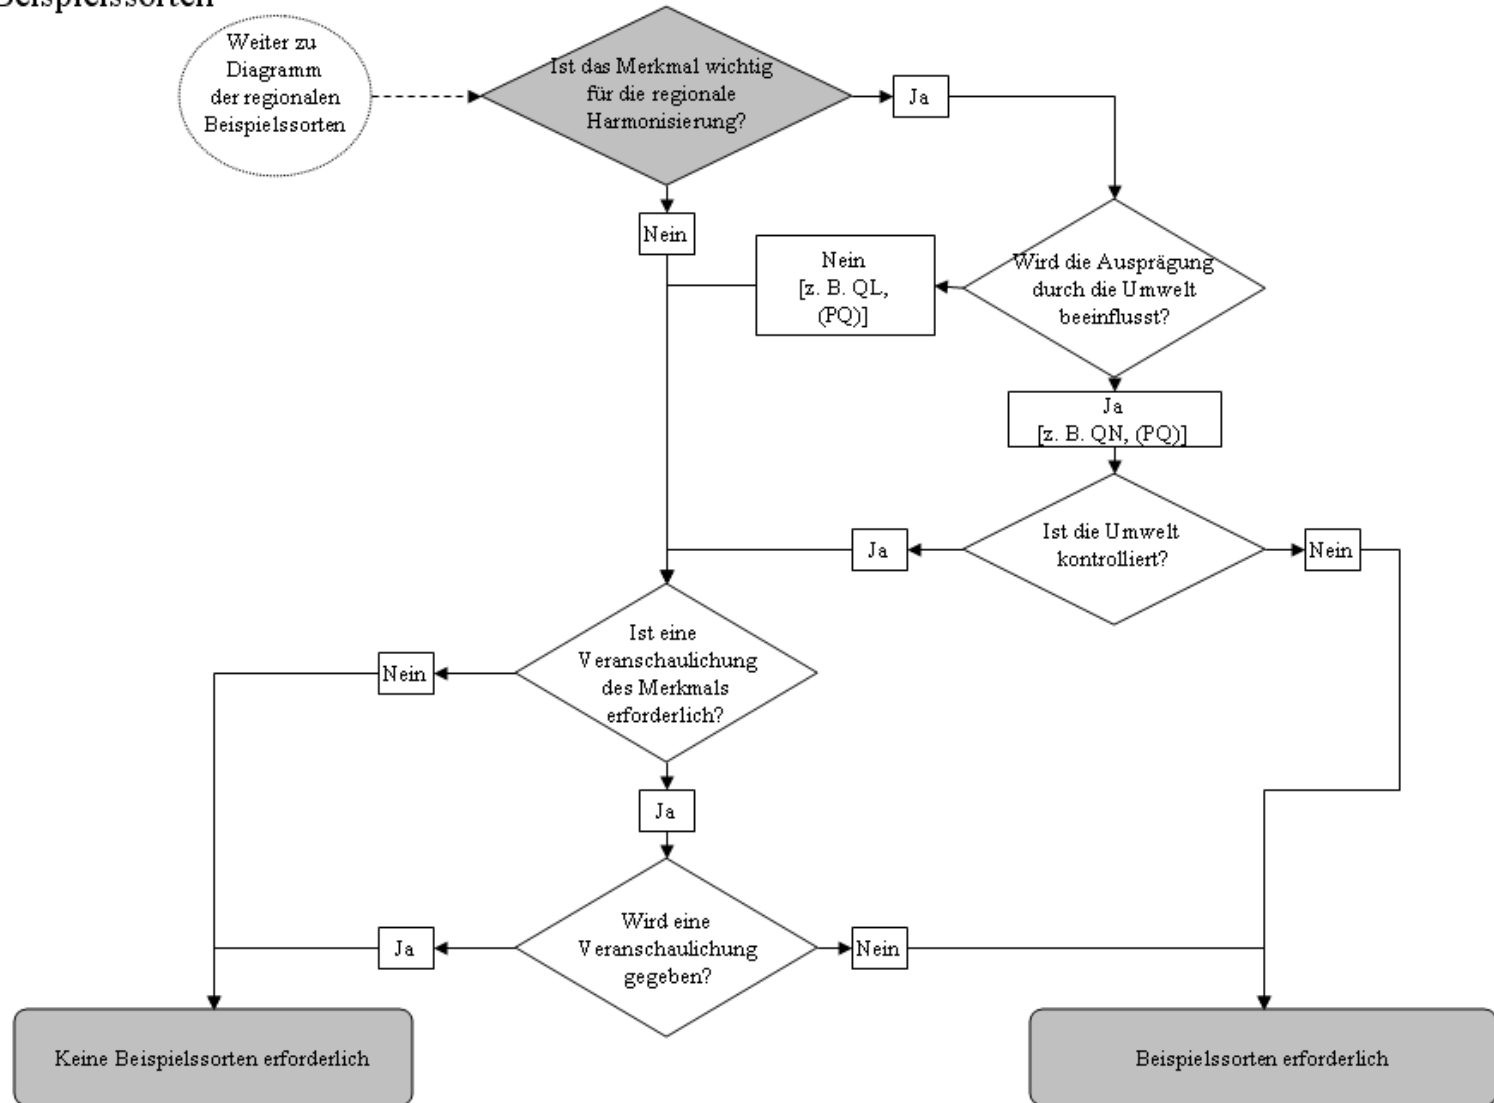 Beispielssorten
Weiter zu
Diagramm
der regionalen
Beispielssorten
Ist das Merkmal wichtig
für die regionale
Harmonisierung?
Ja
Nein
Nein
[z. B. QL,
(PQ)]
Wird die Ausprägung
durch die Umwelt
beeinflusst?
Ja
[z. B. QN, (PQ)]
Ist die Umwelt
kontrolliert?
Ja
Nein
Ist eine
Veranschaulichung
des Merkmals
erforderlich?
Nein
Ja
Wird eine
Veranschaulichung
gegeben?
Ja
Nein
Keine Beispielssorten erforderlich
Beispielssorten erforderlich